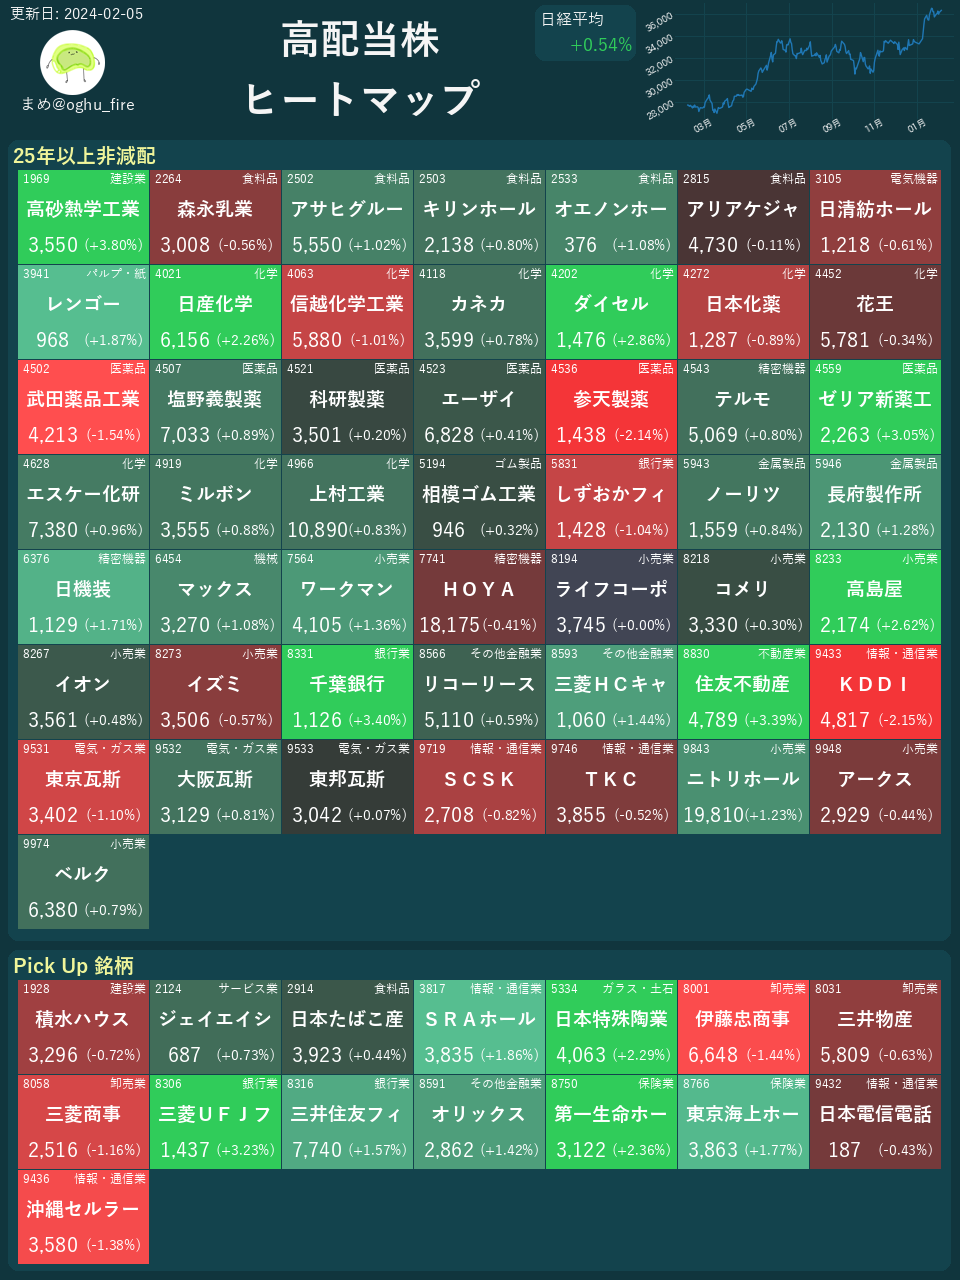 更新日: 2024-02-05
まめ@oghu_fire
高配当株
ヒートマップ
日経平均
+0.54%
36,000
34,000
32,000
30,000
28,000
03月 05月 07月 09月 11月 01月
25年以上非減配
1969 建設業 2264 食料品 2502 食料品 2503 食料品 2533 食料品 2815 食料品 3105 電気機器
高砂熱学工業 森永乳業 アサヒグルー キリンホール オエノンホー アリアケジャ 日清紡ホール
3,550 (+3.80%) 3,008 (-0.56%) 5,550 (+1.02%) 2,138 (+0.80%) 376 (+1.08%) 4,730 (-0.11%) 1,218 (-0.61%)
3941 パルプ・紙 4021 化学 4063 化学 4118 化学 4202 化学 4272 化学 4452 化学
レンゴー 日産化学 信越化学工業 カネカ ダイセル 日本化薬 花王
968 (+1.87%) 6,156 (+2.26%) 5,880 (-1.01%) 3,599 (+0.78%) 1,476 (+2.86%) 1,287 (-0.89%) 5,781 (-0.34%)
4502 医薬品 4507 医薬品 4521 医薬品 4523 医薬品 4536 医薬品 4543 精密機器 4559 医薬品
武田薬品工業 塩野義製薬 科研製薬 エーザイ 参天製薬 テルモ ゼリア新薬工
4,213 (-1.54%) 7,033 (+0.89%) 3,501 (+0.20%) 6,828 (+0.41%) 1,438 (-2.14%) 5,069 (+0.80%) 2,263 (+3.05%)
4628 化学 4919 化学 4966 化学 5194 ゴム製品 5831 銀行業 5943 金属製品 5946 金属製品
エスケー化研 ミルボン 上村工業 相模ゴム工業 しずおかフィ ノーリツ 長府製作所
7,380 (+0.96%) 3,555 (+0.88%) 10,890(+0.83%) 946 (+0.32%) 1,428 (-1.04%) 1,559 (+0.84%) 2,130 (+1.28%)
6376 精密機器 6454 機械 7564 小売業 7741 精密機器 8194 小売業 8218 小売業 8233 小売業
日機装 マックス ワークマン ＨＯＹＡ ライフコーポ コメリ 高島屋
1,129 (+1.71%) 3,270 (+1.08%) 4,105 (+1.36%) 18,175(-0.41%) 3,745 (+0.00%) 3,330 (+0.30%) 2,174 (+2.62%)
8267 小売業 8273 小売業 8331 銀行業 8566 その他金融業 8593 その他金融業 8830 不動産業 9433 情報・通信業
イオン イズミ 千葉銀行 リコーリース 三菱ＨＣキャ 住友不動産 ＫＤＤＩ
3,561 (+0.48%) 3,506 (-0.57%) 1,126 (+3.40%) 5,110 (+0.59%) 1,060 (+1.44%) 4,789 (+3.39%) 4,817 (-2.15%)
9531 電気・ガス業 9532 電気・ガス業 9533 電気・ガス業 9719 情報・通信業 9746 情報・通信業 9843 小売業 9948 小売業
東京瓦斯 大阪瓦斯 東邦瓦斯 ＳＣＳＫ ＴＫＣ ニトリホール アークス
3,402 (-1.10%) 3,129 (+0.81%) 3,042 (+0.07%) 2,708 (-0.82%) 3,855 (-0.52%) 19,810(+1.23%) 2,929 (-0.44%)
9974 小売業
ベルク
6,380 (+0.79%)
Pick Up 銘柄
1928 建設業 2124 サービス業 2914 食料品 3817 情報・通信業 5334 ガラス・土石 8001 卸売業 8031 卸売業
積水ハウス ジェイエイシ 日本たばこ産 ＳＲＡホール 日本特殊陶業 伊藤忠商事 三井物産
3,296 (-0.72%) 687 (+0.73%) 3,923 (+0.44%) 3,835 (+1.86%) 4,063 (+2.29%) 6,648 (-1.44%) 5,809 (-0.63%)
8058 卸売業 8306 銀行業 8316 銀行業 8591 その他金融業 8750 保険業 8766 保険業 9432 情報・通信業
三菱商事 三菱ＵＦＪフ 三井住友フィ オリックス 第一生命ホー 東京海上ホー 日本電信電話
2,516 (-1.16%) 1,437 (+3.23%) 7,740 (+1.57%) 2,862 (+1.42%) 3,122 (+2.36%) 3,863 (+1.77%) 187 (-0.43%)
9436 情報・通信業
沖縄セルラー
3,580 (-1.38%)